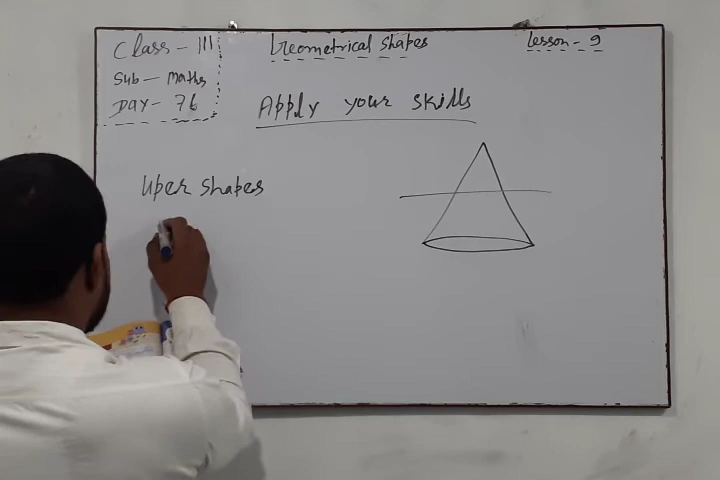 Class - III
Sub - Maths
Day - 76
Geometrical shapes
Lesson - 9
Apply your skills
Uper shapes